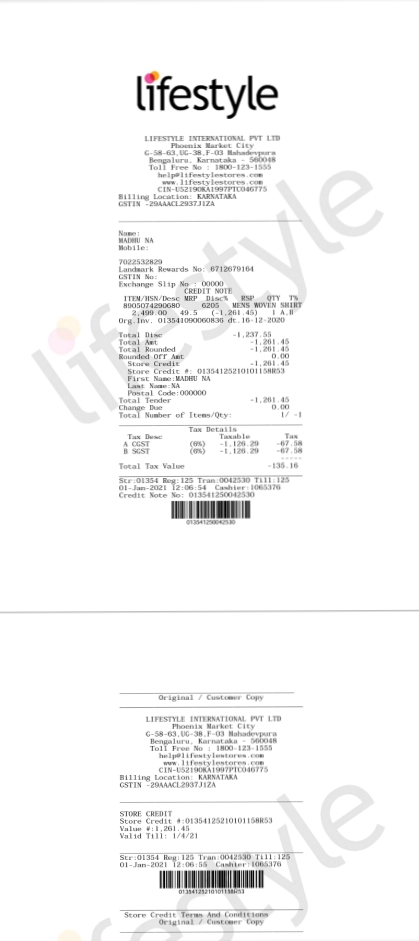 lifestyle
LIFESTYLE INTERNATIONAL PVT LTD
Phoenix Market City
G-58-63,UG-38,F-03 Mahadevpura
Bengaluru, Karnataka - 560048
Toll Free No : 1800-123-1555
help@lifestylestores.com
www.lifestylestores.com
CIN-U52190KA1997PTC046775
Billing Location: KARNATAKA
GSTIN -29AAACL2937J1ZA
Name:
MADHU NA
Mobile:
7022532829
Landmark Rewards No: 6712679164
GSTIN No:
Exchange Slip No : 00000
CREDIT NOTE
ITEM/HSN/Desc MRP Disc% RSP QTY T%
8905074290680 6205 MENS WOVEN SHIRT
2,499.00 49.5 (-1,261.45) 1 A,B
Org.Inv. 013541090060836 dt.16-12-2020
Total Disc -1,237.55
Total Amt -1,261.45
Total Rounded -1,261.45
Rounded Off Amt 0.00
Store Credit -1,261.45
Store Credit #: 01354125210101158R53
First Name:MADHU NA
Last Name:NA
Postal Code:000000
Total Tender -1,261.45
Change Due 0.00
Total Number of Items/Qty: 1/ -1
Tax Details
Tax Desc Taxable Tax
A CGST (6%) -1,126.29 -67.58
B SGST (6%) -1,126.29 -67.58
-----
Total Tax Value -135.16
Str:01354 Reg:125 Tran:0042530 Till:125
01-Jan-2021 12:06:54 Cashier:1065376
Credit Note No: 013541250042530
013541250042530
Original / Customer Copy
LIFESTYLE INTERNATIONAL PVT LTD
Phoenix Market City
G-58-63,UG-38,F-03 Mahadevpura
Bengaluru, Karnataka - 560048
Toll Free No : 1800-123-1555
help@lifestylestores.com
www.lifestylestores.com
CIN-U52190KA1997PTC046775
Billing Location: KARNATAKA
GSTIN -29AAACL2937J1ZA
STORE CREDIT
Store Credit #:01354125210101158R53
Value #:1,261.45
Valid Till: 1/4/21
Str:01354 Reg:125 Tran:0042530 Till:125
01-Jan-2021 12:06:55 Cashier:1065376
01354125210101158R53
Store Credit Terms And Conditions
Original / Customer Copy
lifestyle
lifestyle